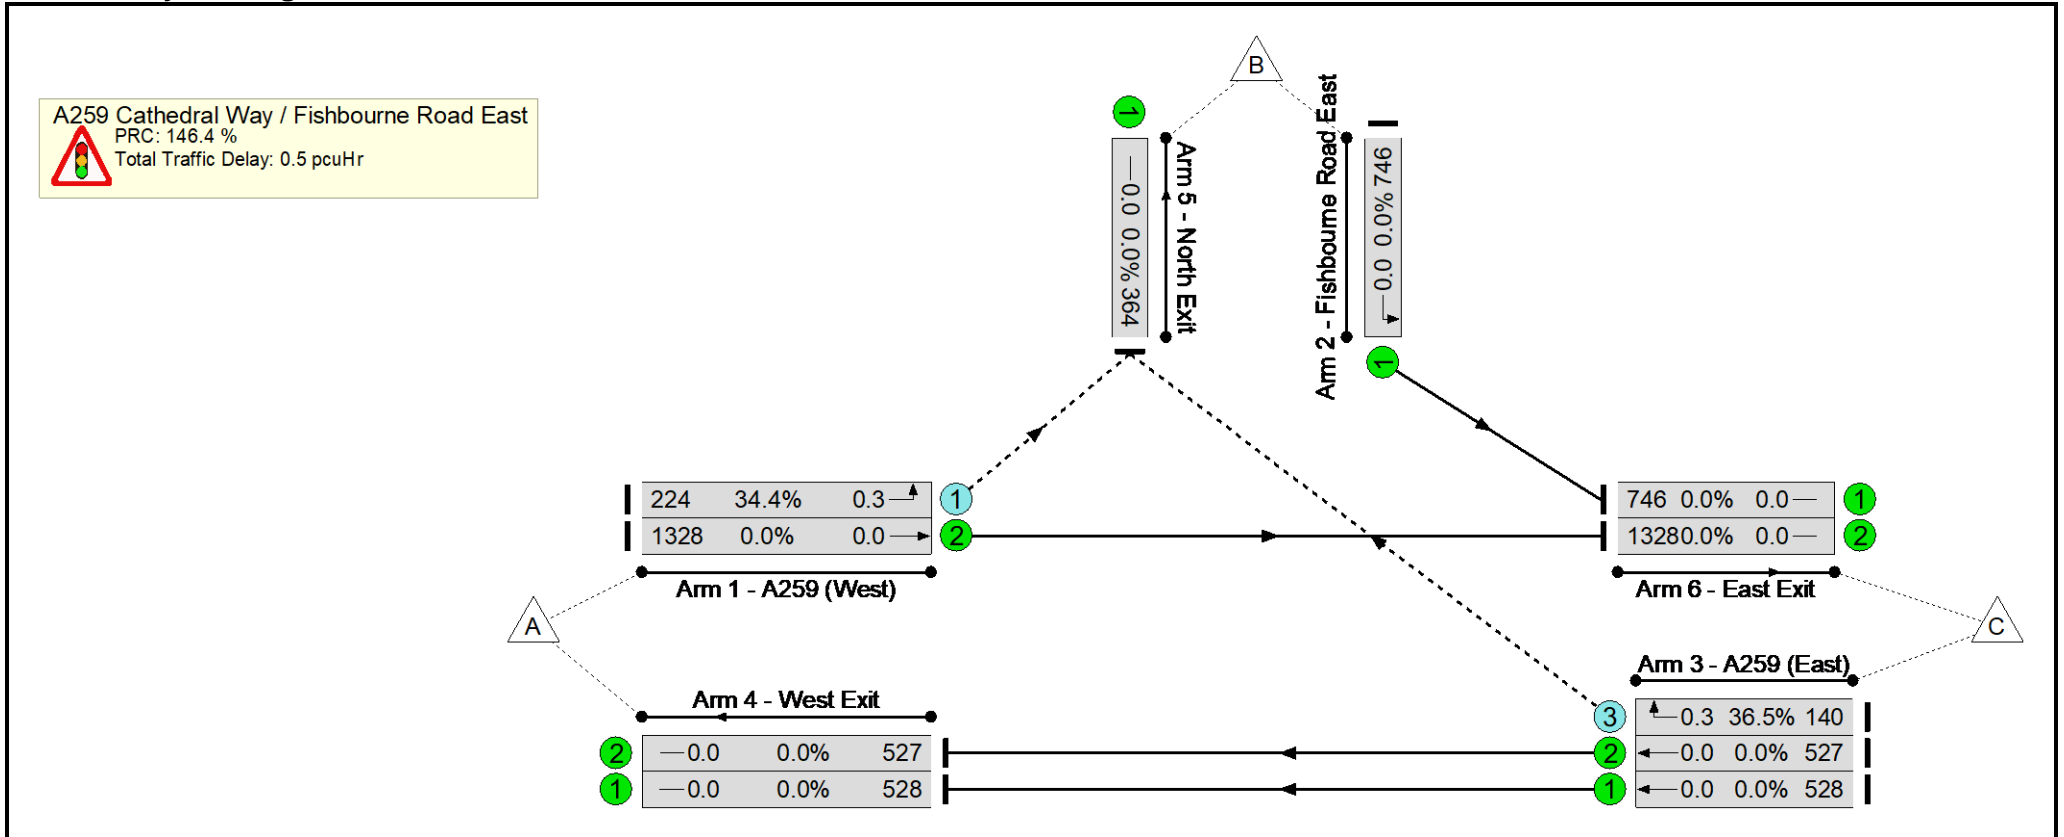 A259 Cathedral Way / Fishbourne Road East
PRC: 146.4 %
Total Traffic Delay: 0.5 pcuHr
B
1
0.0 0.0% 364
Arm 5 - North Exit
Arm 2 - Fishbourne Road East
0.0 0.0% 746
1
224 34.4% 0.3 1
1328 0.0% 0.0 2
Arm 1 - A259 (West)
746 0.0% 0.0 1
1328 0.0% 0.0 2
Arm 6 - East Exit
A
C
Arm 4 - West Exit
2 0.0 0.0% 527
1 0.0 0.0% 528
Arm 3 - A259 (East)
3 0.3 36.5% 140
2 0.0 0.0% 527
1 0.0 0.0% 528